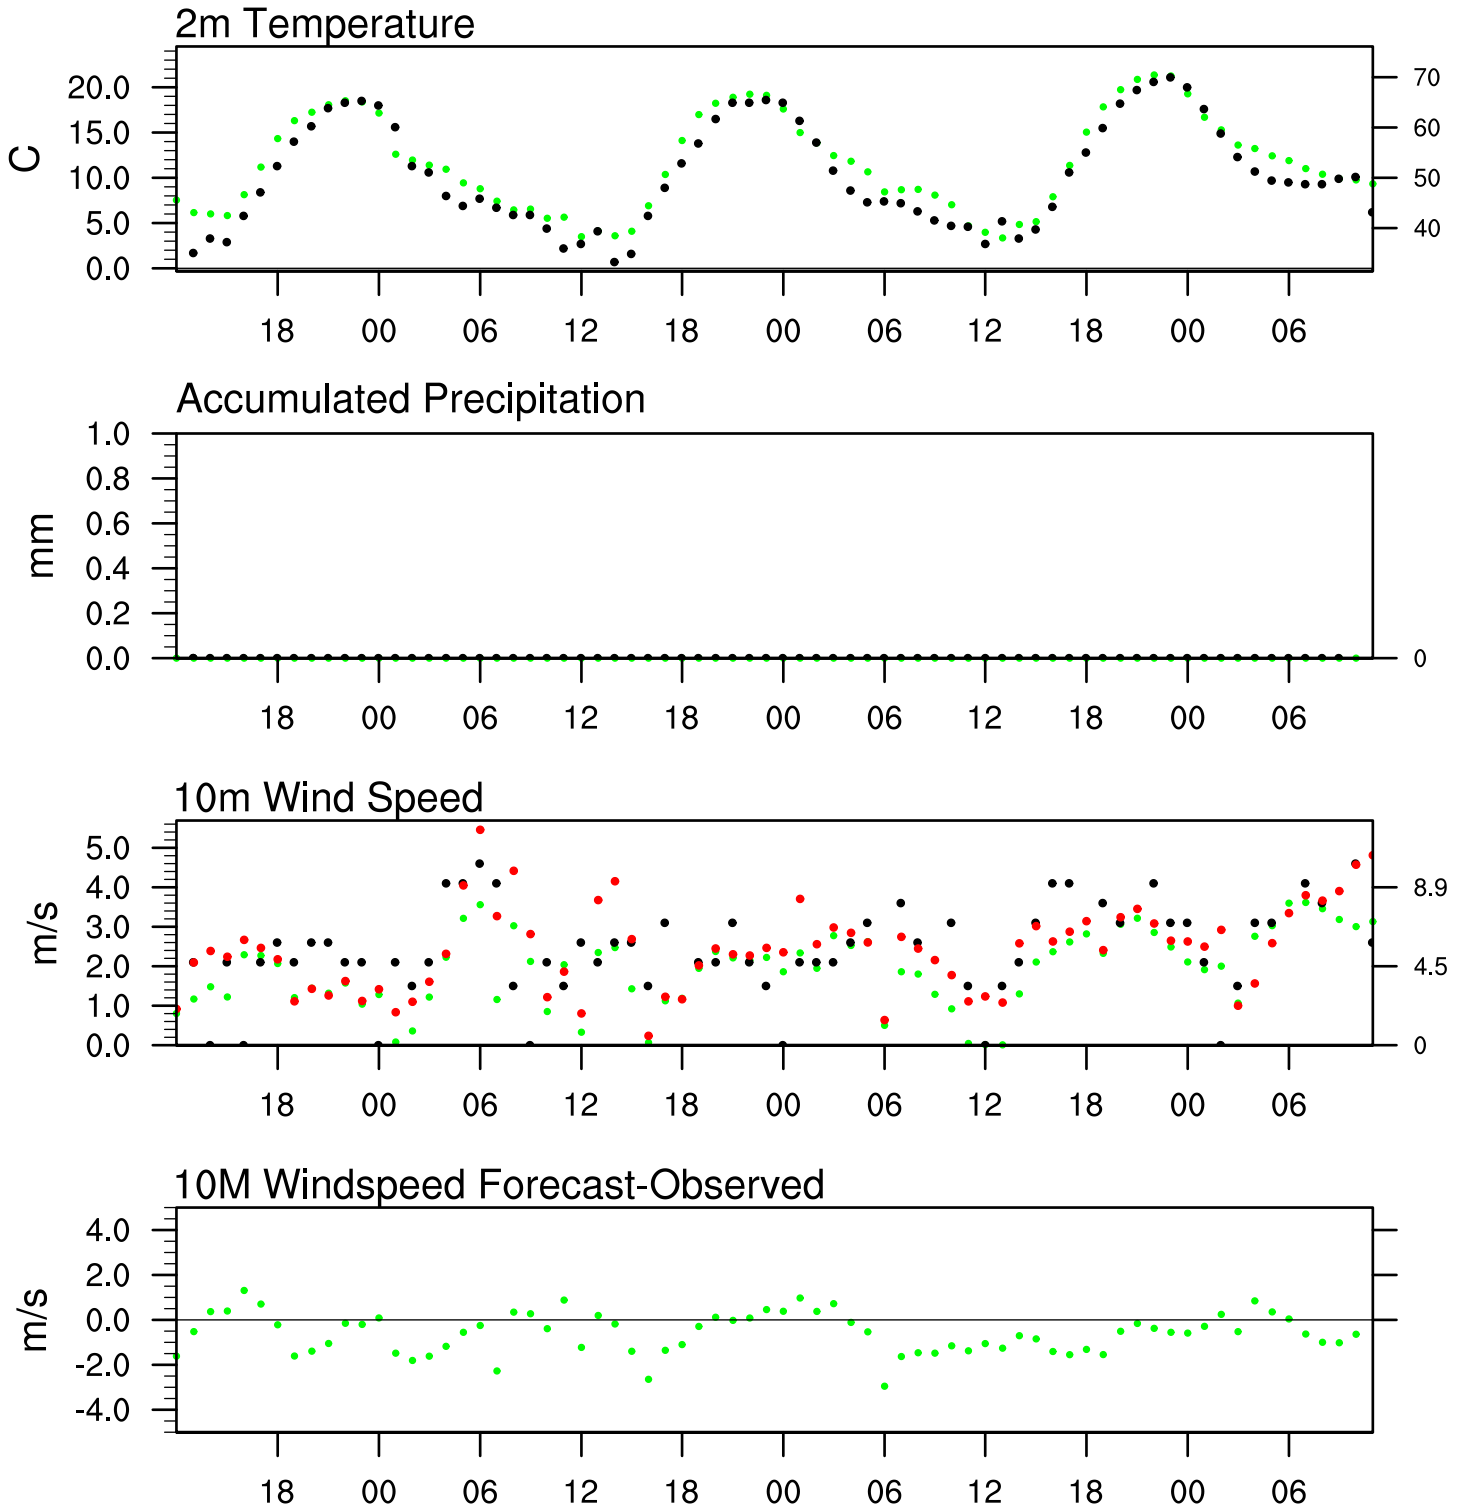 2m Temperature
20.0
15.0
10.0
5.0
0.0
C
70
60
50
40
18 00 06 12 18 00 06 12 18 00 06
Accumulated Precipitation
1.0
0.8
0.6
0.4
0.2
0.0
mm
0
18 00 06 12 18 00 06 12 18 00 06
10m Wind Speed
5.0
4.0
3.0
2.0
1.0
0.0
m/s
8.9
4.5
0
18 00 06 12 18 00 06 12 18 00 06
10M Windspeed Forecast-Observed
4.0
2.0
0.0
-2.0
-4.0
m/s
18 00 06 12 18 00 06 12 18 00 06